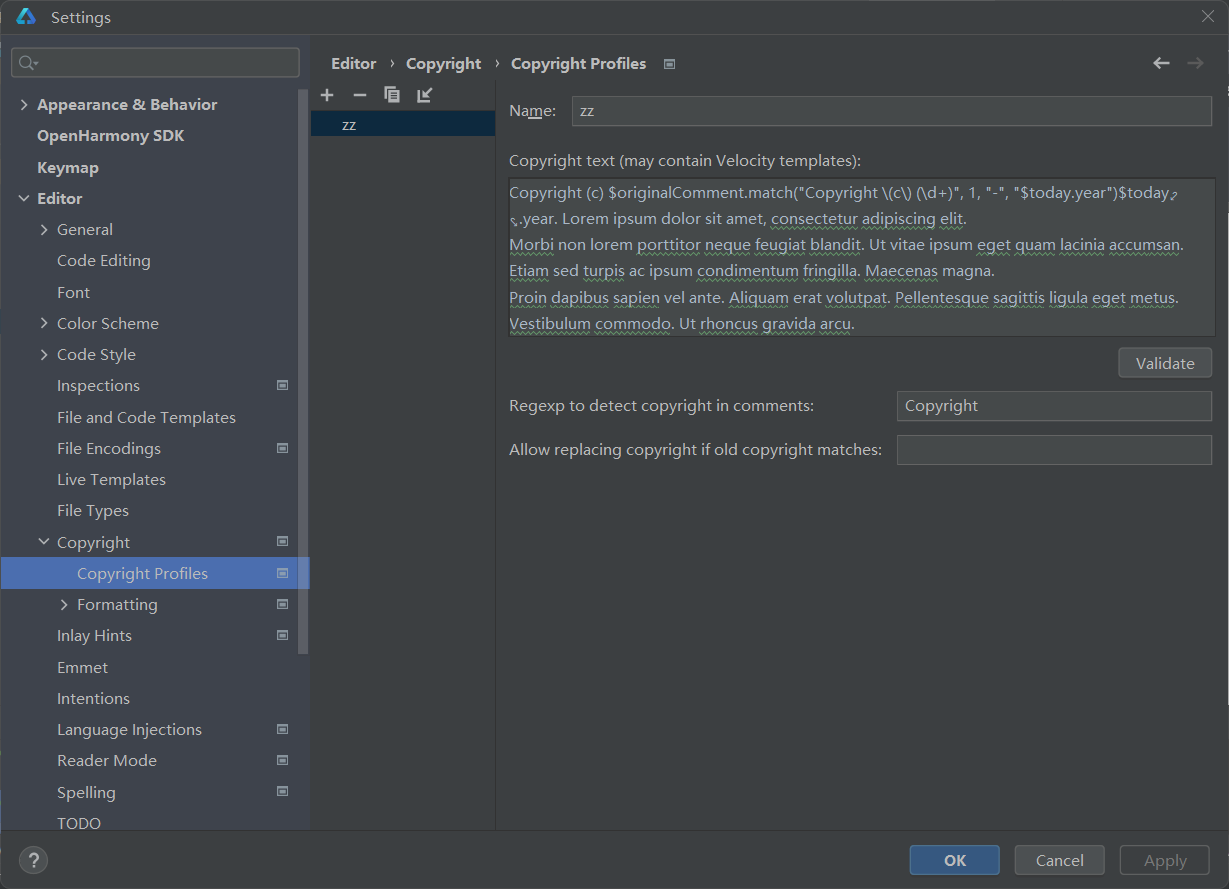 Settings
Appearance & Behavior
OpenHarmony SDK
Keymap
Editor
General
Code Editing
Font
Color Scheme
Code Style
Inspections
File and Code Templates
File Encodings
Live Templates
File Types
Copyright
Copyright Profiles
Formatting
Inlay Hints
Emmet
Intentions
Language Injections
Reader Mode
Spelling
TODO
Editor › Copyright › Copyright Profiles
zz
Name: zz
Copyright text (may contain Velocity templates):
Copyright (c) $originalComment.match("Copyright \(c\) (\d+)", 1, "-", "$today.year")$today
.year. Lorem ipsum dolor sit amet, consectetur adipiscing elit.
Morbi non lorem porttitor neque feugiat blandit. Ut vitae ipsum eget quam lacinia accumsan.
Etiam sed turpis ac ipsum condimentum fringilla. Maecenas magna.
Proin dapibus sapien vel ante. Aliquam erat volutpat. Pellentesque sagittis ligula eget metus.
Vestibulum commodo. Ut rhoncus gravida arcu.
Validate
Regexp to detect copyright in comments: Copyright
Allow replacing copyright if old copyright matches:
? OK Cancel Apply